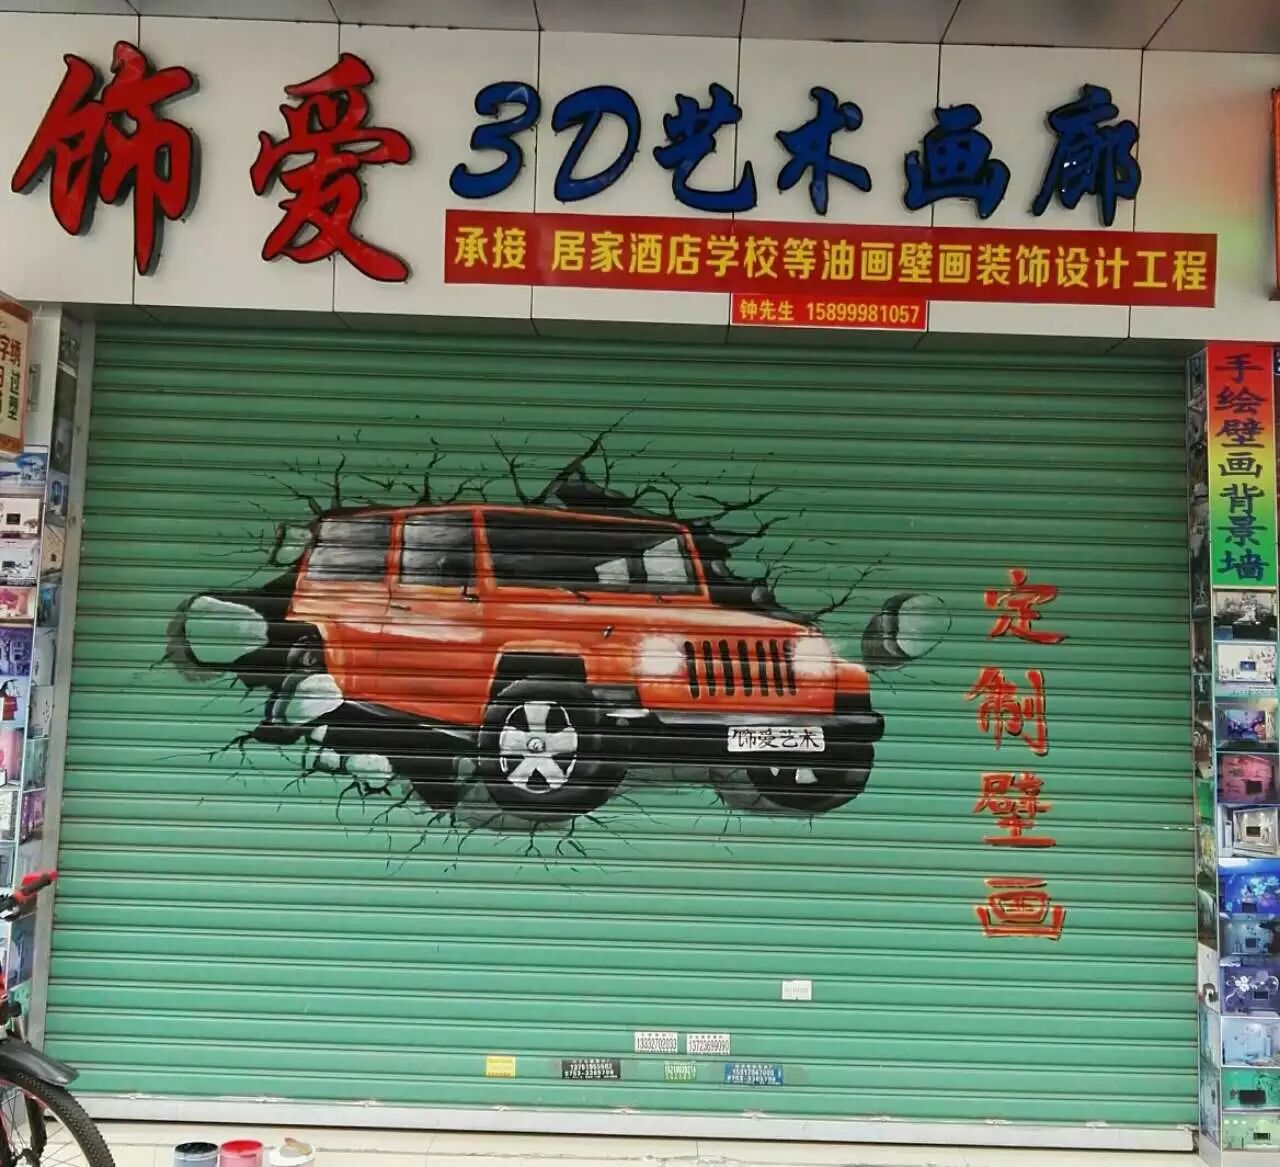 饰爱 3D艺术画廊
承接 居家酒店学校等油画壁画装饰设计工程
钟先生 15899981057
手绘壁画背景墙
定制壁画
饰爱艺术
13332702033
13723699090